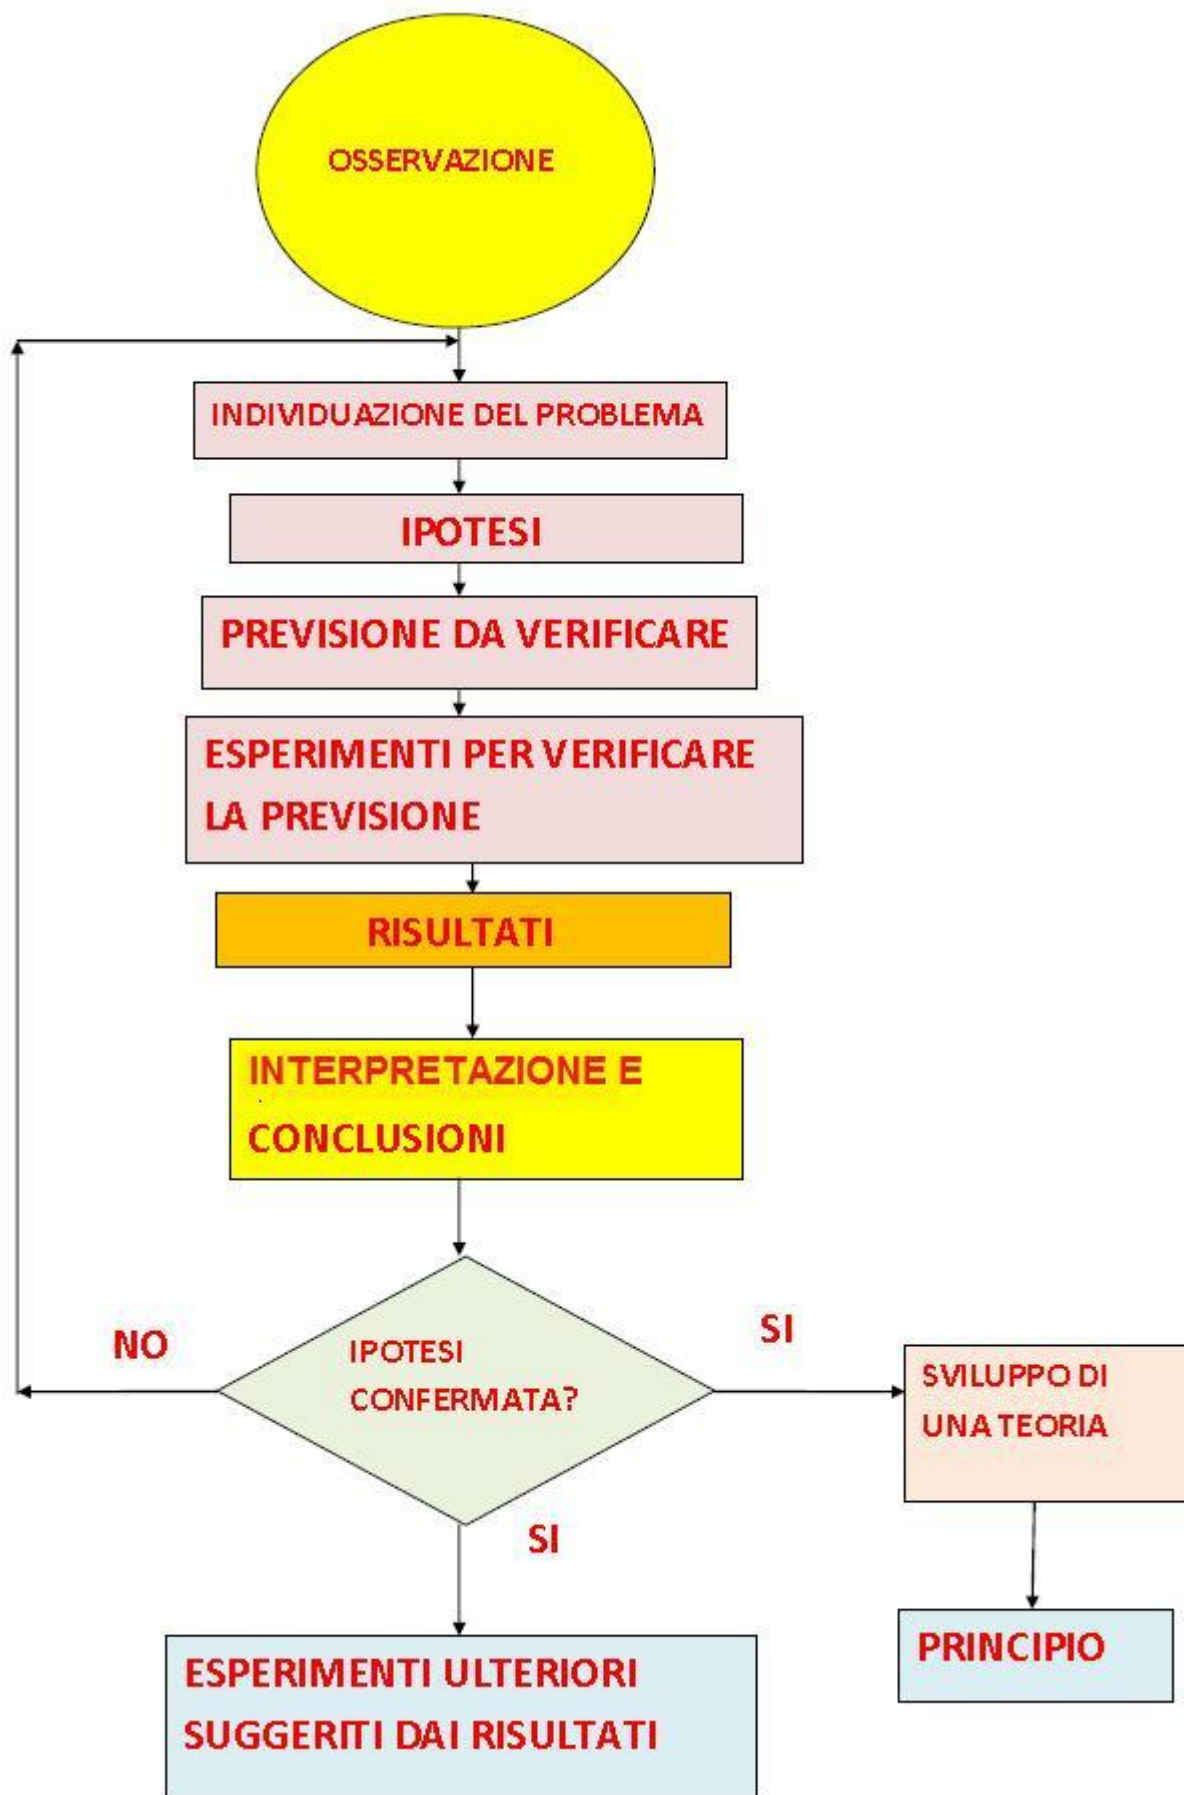 OSSERVAZIONE
INDIVIDUAZIONE DEL PROBLEMA
IPOTESI
PREVISIONE DA VERIFICARE
ESPERIMENTI PER VERIFICARE
LA PREVISIONE
RISULTATI
INTERPRETAZIONE E
CONCLUSIONI
NO
IPOTESI
CONFERMATA?
SI
SVILUPPO DI
UNA TEORIA
SI
PRINCIPIO
ESPERIMENTI ULTERIORI
SUGGERITI DAI RISULTATI